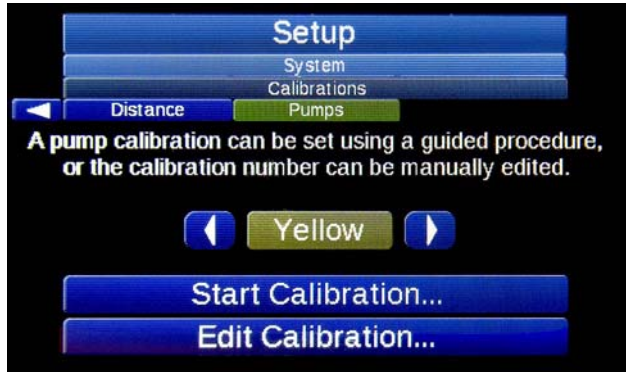 Setup
System
Calibrations
Distance Pumps
A pump calibration can be set using a guided procedure,
or the calibration number can be manually edited.
Yellow
Start Calibration...
Edit Calibration...